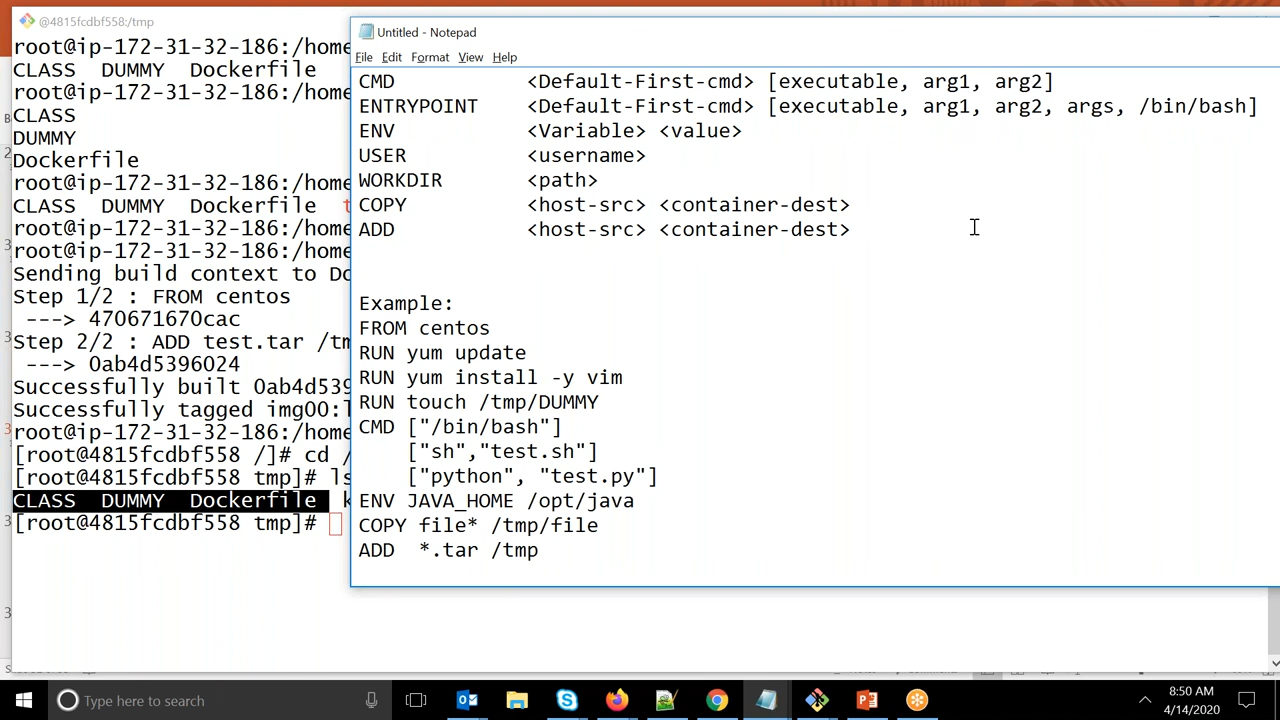 @4815fcdbf558:/tmp
root@ip-172-31-32-186:/home
CLASS DUMMY Dockerfile
root@ip-172-31-32-186:/home
CLASS
DUMMY
Dockerfile
root@ip-172-31-32-186:/home
CLASS DUMMY Dockerfile t
root@ip-172-31-32-186:/home
root@ip-172-31-32-186:/home
Sending build context to Do
Step 1/2 : FROM centos
---> 470671670cac
Step 2/2 : ADD test.tar /tm
---> 0ab4d5396024
Successfully built 0ab4d539
Successfully tagged img00:l
root@ip-172-31-32-186:/home
[root@4815fcdbf558 /]# cd /
[root@4815fcdbf558 tmp]# ls
CLASS DUMMY Dockerfile k
[root@4815fcdbf558 tmp]#
Untitled - Notepad
File Edit Format View Help
CMD <Default-First-cmd> [executable, arg1, arg2]
ENTRYPOINT <Default-First-cmd> [executable, arg1, arg2, args, /bin/bash]
ENV <Variable> <value>
USER <username>
WORKDIR <path>
COPY <host-src> <container-dest>
ADD <host-src> <container-dest>
Example:
FROM centos
RUN yum update
RUN yum install -y vim
RUN touch /tmp/DUMMY
CMD ["/bin/bash"]
["sh","test.sh"]
["python", "test.py"]
ENV JAVA_HOME /opt/java
COPY file* /tmp/file
ADD *.tar /tmp
Type here to search
8:50 AM
4/14/2020